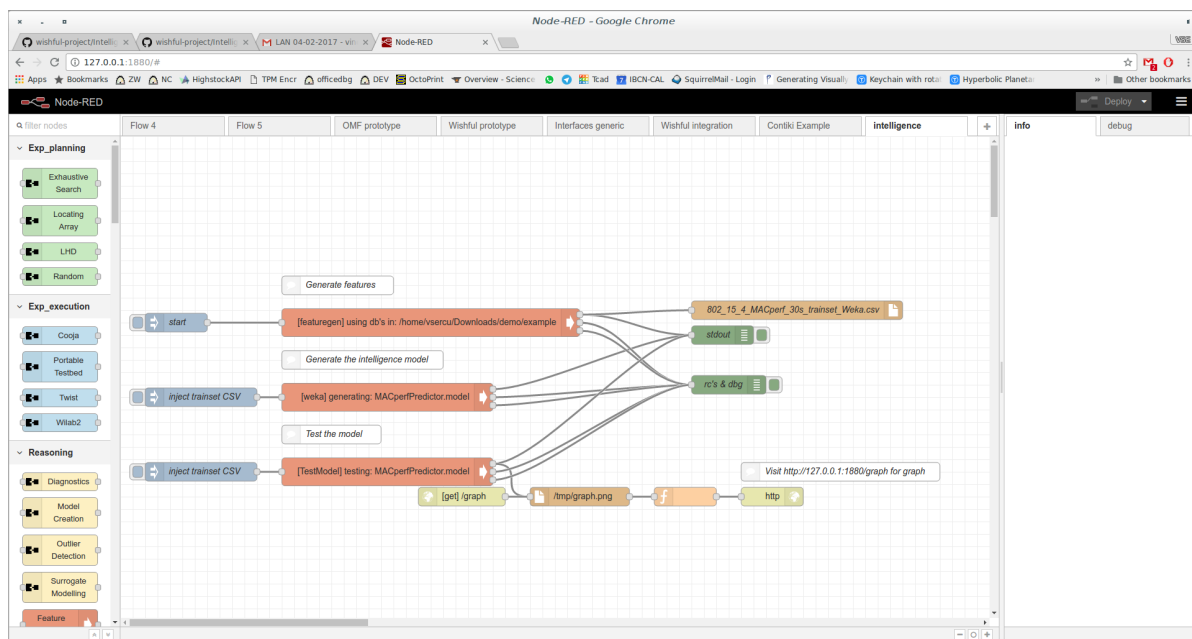 Node-RED - Google Chrome
wishful-project/Intellig
wishful-project/Intellig
LAN 04-02-2017 - vinc
Node-RED
127.0.0.1:1880/#
Apps
Bookmarks
ZW
NC
HighstockAPI
TPM Encr
officedbg
DEV
OctoPrint
Overview - Science
Tcad
IBCN-CAL
SquirrelMail - Login
Generating Visually
Keychain with rotat
Hyperbolic Planetar
»
Other bookmarks
Node-RED
Deploy
filter nodes
Flow 4
Flow 5
OMF prototype
Wishful prototype
Interfaces generic
Wishful integration
Contiki Example
intelligence
+
info
debug
Exp_planning
Exhaustive
Search
Locating
Array
LHD
Random
Exp_execution
Cooja
Portable
Testbed
Twist
Wilab2
Reasoning
Diagnostics
Model
Creation
Outlier
Detection
Surrogate
Modelling
Feature
Generate features
start
[featuregen] using db's in: /home/vsercu/Downloads/demo/example
802_15_4_MACperf_30s_trainset_Weka.csv
stdout
Generate the intelligence model
inject trainset CSV
[weka] generating: MACperfPredictor.model
rc's & dbg
Test the model
inject trainset CSV
[TestModel] testing: MACperfPredictor.model
Visit http://127.0.0.1:1880/graph for graph
[get] /graph
/tmp/graph.png
f
http